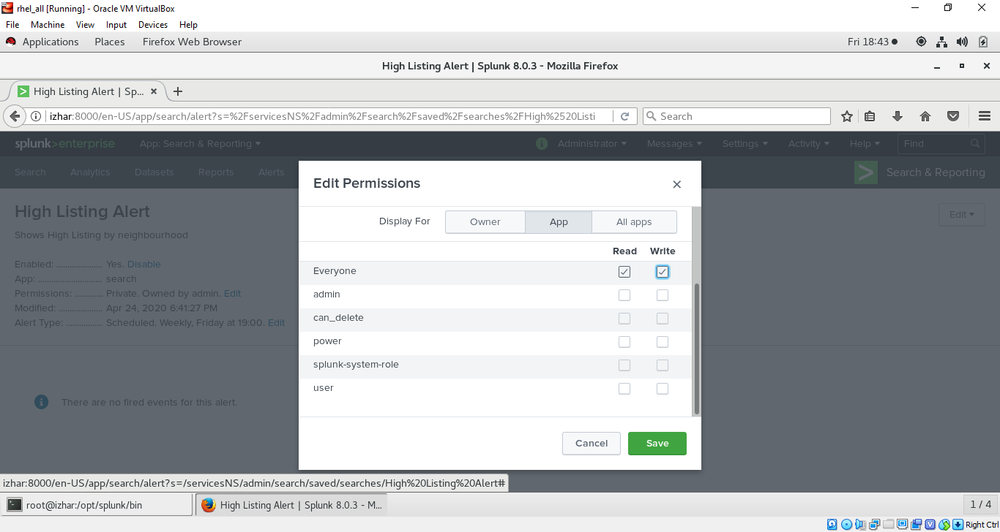 rhel_all [Running] - Oracle VM VirtualBox
File Machine View Input Devices Help
Applications Places Firefox Web Browser Fri 18:43
High Listing Alert | Splunk 8.0.3 - Mozilla Firefox
High Listing Alert | Sp...
izhar:8000/en-US/app/search/alert?s=%2FservicesNS%2Fadmin%2Fsearch%2Fsaved%2Fsearches%2FHigh%2520Listi Search
splunk>enterprise App: Search & Reporting Administrator Messages Settings Activity Help Find
Search Analytics Datasets Reports Alerts Search & Reporting
High Listing Alert Edit
Shows High Listing by neighbourhood
Enabled: ..................... Yes. Disable
App: ............................. search
Permissions: ............. Private. Owned by admin. Edit
Modified: ..................... Apr 24, 2020 6:41:27 PM
Alert Type: ................. Scheduled. Weekly, Friday at 19:00. Edit
There are no fired events for this alert.
Edit Permissions
Display For Owner App All apps
Read Write
Everyone
admin
can_delete
power
splunk-system-role
user
Cancel Save
izhar:8000/en-US/app/search/alert?s=/servicesNS/admin/search/saved/searches/High%20Listing%20Alert#
root@izhar:/opt/splunk/bin High Listing Alert | Splunk 8.0.3 - M... 1 / 4
Right Ctrl